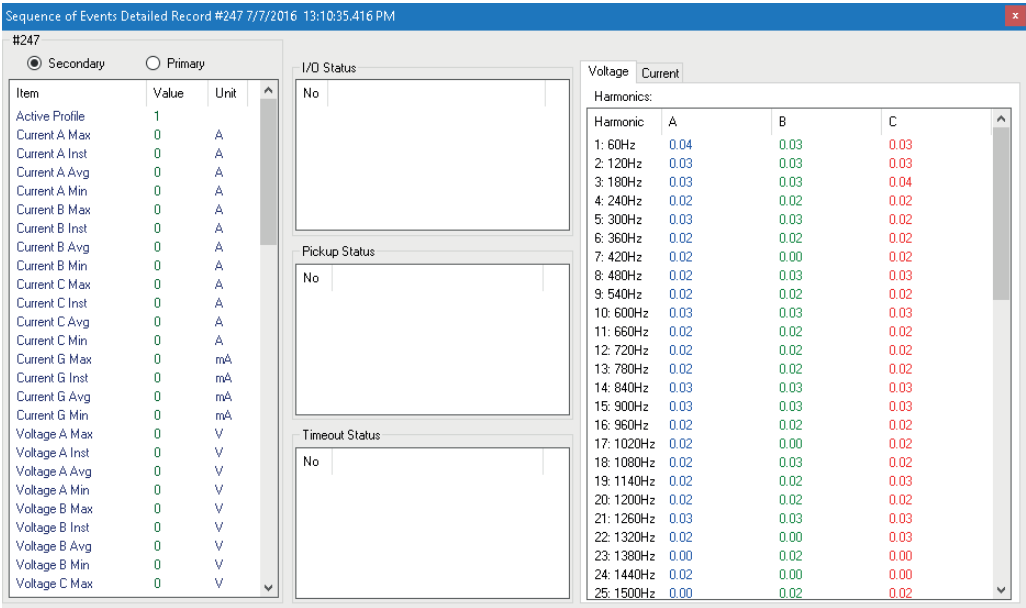 Sequence of Events Detailed Record #247 7/7/2016 13:10:35.416 PM
x
#247
Secondary Primary
Item Value Unit
Active Profile 1
Current A Max 0 A
Current A Inst 0 A
Current A Avg 0 A
Current A Min 0 A
Current B Max 0 A
Current B Inst 0 A
Current B Avg 0 A
Current B Min 0 A
Current C Max 0 A
Current C Inst 0 A
Current C Avg 0 A
Current C Min 0 A
Current G Max 0 mA
Current G Inst 0 mA
Current G Avg 0 mA
Current G Min 0 mA
Voltage A Max 0 V
Voltage A Inst 0 V
Voltage A Avg 0 V
Voltage A Min 0 V
Voltage B Max 0 V
Voltage B Inst 0 V
Voltage B Avg 0 V
Voltage B Min 0 V
Voltage C Max 0 V
I/O Status
No
Pickup Status
No
Timeout Status
No
Voltage Current
Harmonics:
Harmonic A B C
1: 60Hz 0.04 0.03 0.03
2: 120Hz 0.03 0.03 0.03
3: 180Hz 0.03 0.03 0.04
4: 240Hz 0.02 0.02 0.02
5: 300Hz 0.03 0.03 0.02
6: 360Hz 0.02 0.02 0.02
7: 420Hz 0.02 0.00 0.02
8: 480Hz 0.02 0.03 0.03
9: 540Hz 0.02 0.02 0.02
10: 600Hz 0.03 0.03 0.03
11: 660Hz 0.02 0.02 0.02
12: 720Hz 0.02 0.02 0.02
13: 780Hz 0.02 0.02 0.02
14: 840Hz 0.03 0.03 0.03
15: 900Hz 0.03 0.03 0.02
16: 960Hz 0.02 0.02 0.02
17: 1020Hz 0.02 0.00 0.02
18: 1080Hz 0.02 0.03 0.02
19: 1140Hz 0.02 0.02 0.03
20: 1200Hz 0.02 0.02 0.02
21: 1260Hz 0.03 0.03 0.03
22: 1320Hz 0.02 0.00 0.02
23: 1380Hz 0.00 0.02 0.00
24: 1440Hz 0.02 0.00 0.00
25: 1500Hz 0.00 0.02 0.02